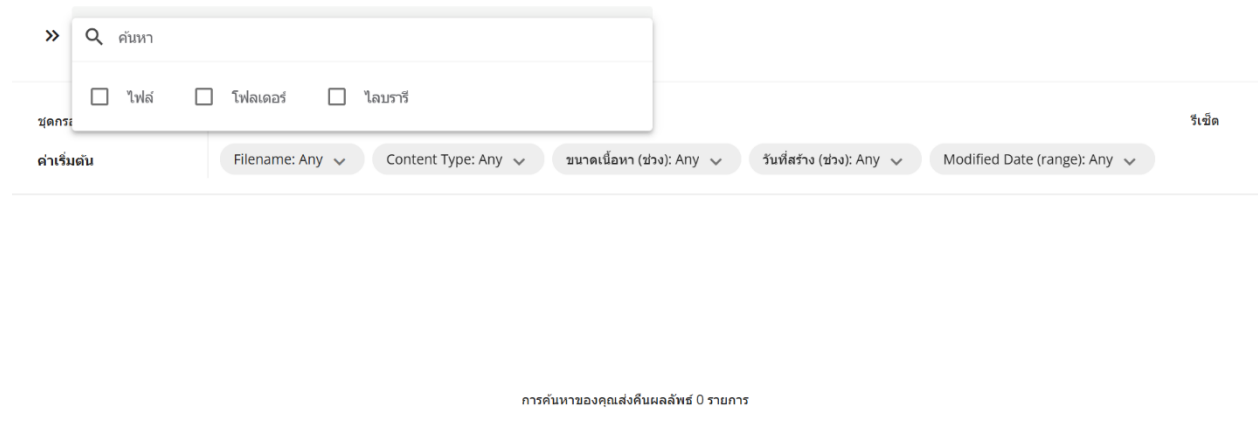 ค้นหา
ไฟล์ โฟลเดอร์ ไลบรารี
รีเซ็ต
ค่าเริ่มต้น Filename: Any Content Type: Any ขนาดเนื้อหา (ช่วง): Any วันที่สร้าง (ช่วง): Any Modified Date (range): Any
การค้นหาของคุณส่งคืนผลลัพธ์ 0 รายการ